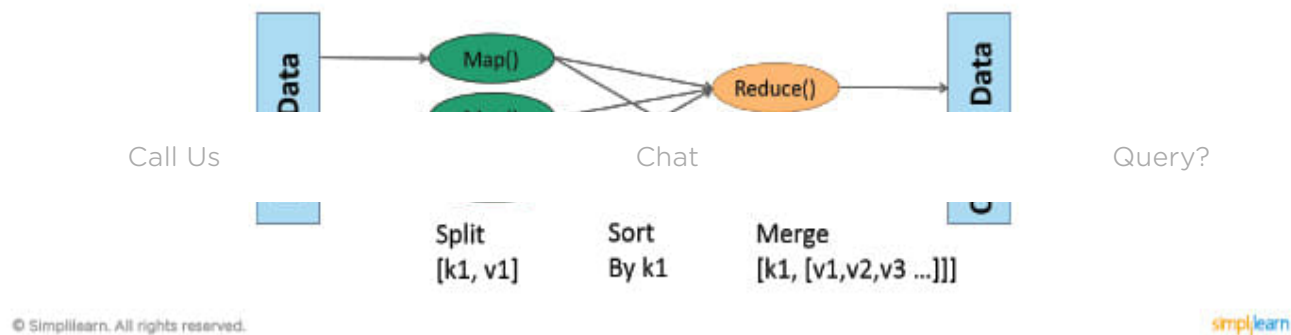 Data
Map()
Reduce()
Data
Call Us
Chat
Query?
Split
[k1, v1]
Sort
By k1
Merge
[k1, [v1,v2,v3 ...]]]
© Simplilearn. All rights reserved.
simplilearn